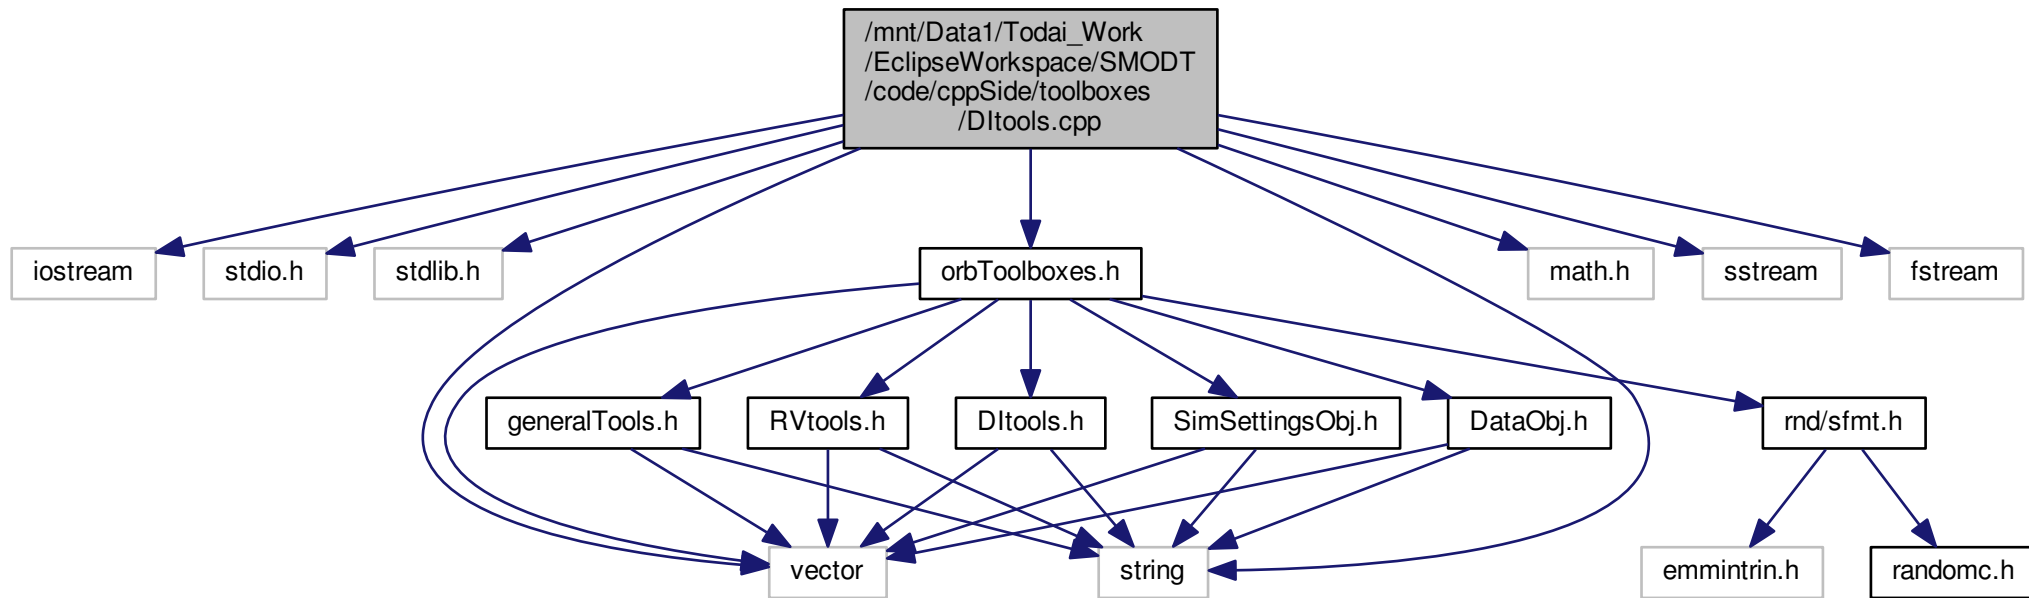 /mnt/Data1/Todai_Work
/EclipseWorkspace/SMODT
/code/cppSide/toolboxes
/DItools.cpp
iostream
stdio.h
stdlib.h
orbToolboxes.h
math.h
sstream
fstream
generalTools.h
RVtools.h
DItools.h
SimSettingsObj.h
DataObj.h
rnd/sfmt.h
vector
string
emmintrin.h
randomc.h